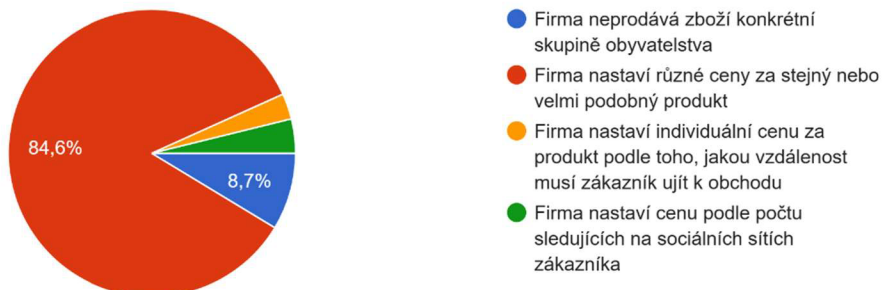 84,6%
8,7%
Firma neprodává zboží konkrétní
skupině obyvatelstva
Firma nastaví různé ceny za stejný nebo
velmi podobný produkt
Firma nastaví individuální cenu za
produkt podle toho, jakou vzdálenost
musí zákazník ujít k obchodu
Firma nastaví cenu podle počtu
sledujících na sociálních sítích
zákazníka